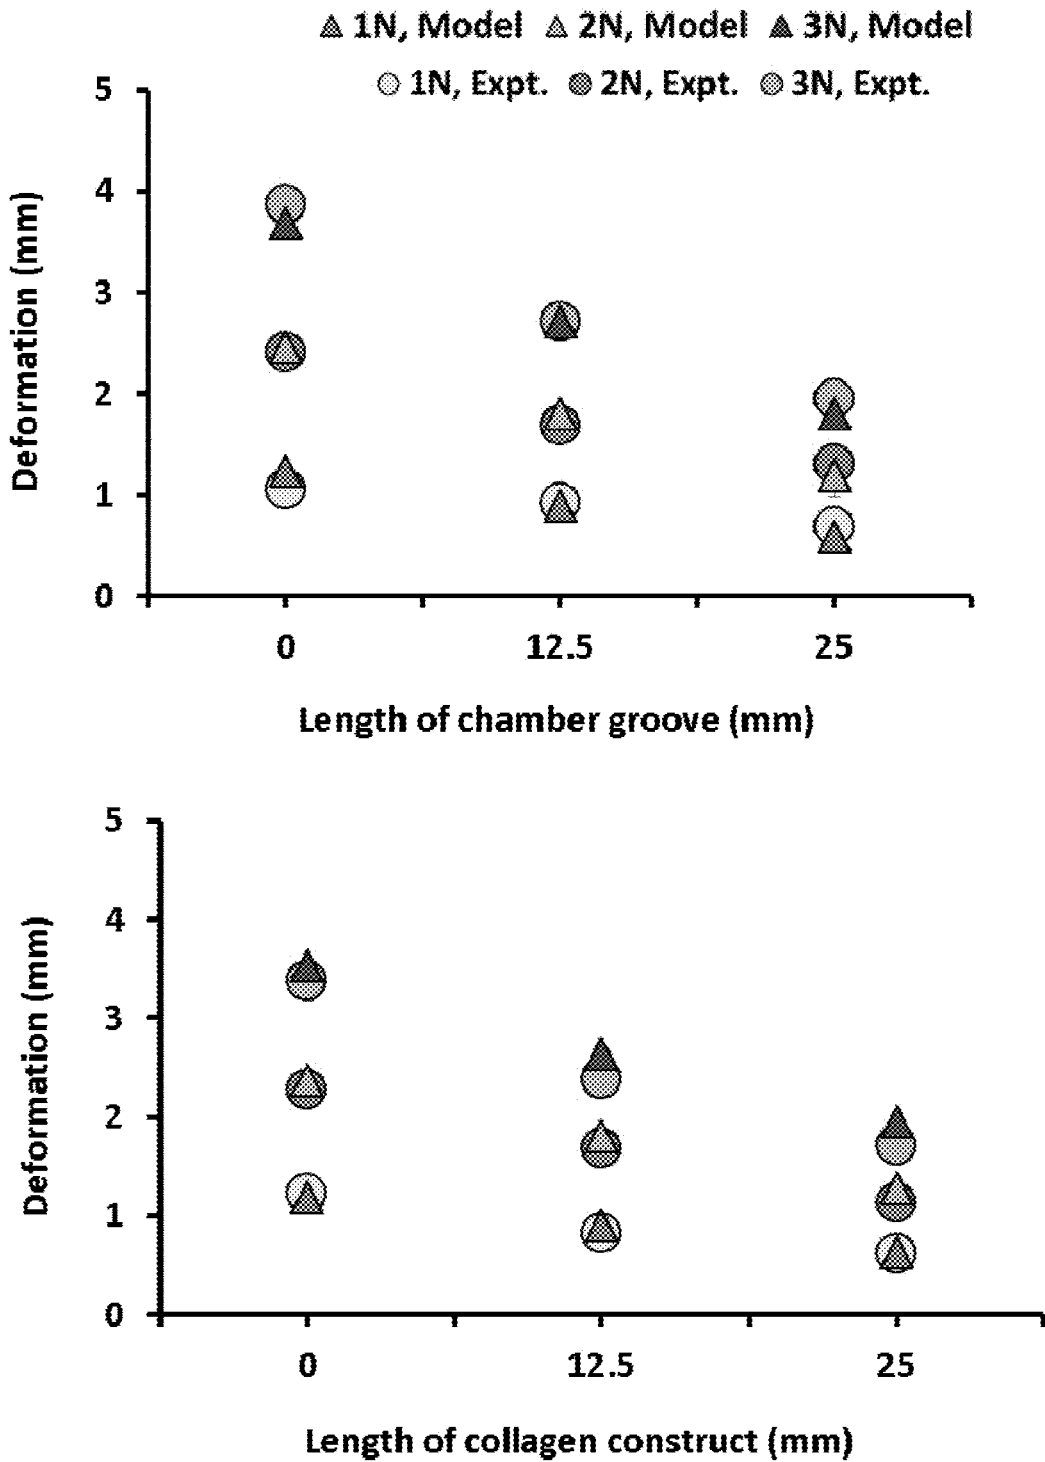 1N, Model 2N, Model 3N, Model
1N, Expt. 2N, Expt. 3N, Expt.
5
4
3
2
1
0
Deformation (mm)
0 12.5 25
Length of chamber groove (mm)
5
4
3
2
1
0
Deformation (mm)
0 12.5 25
Length of collagen construct (mm)